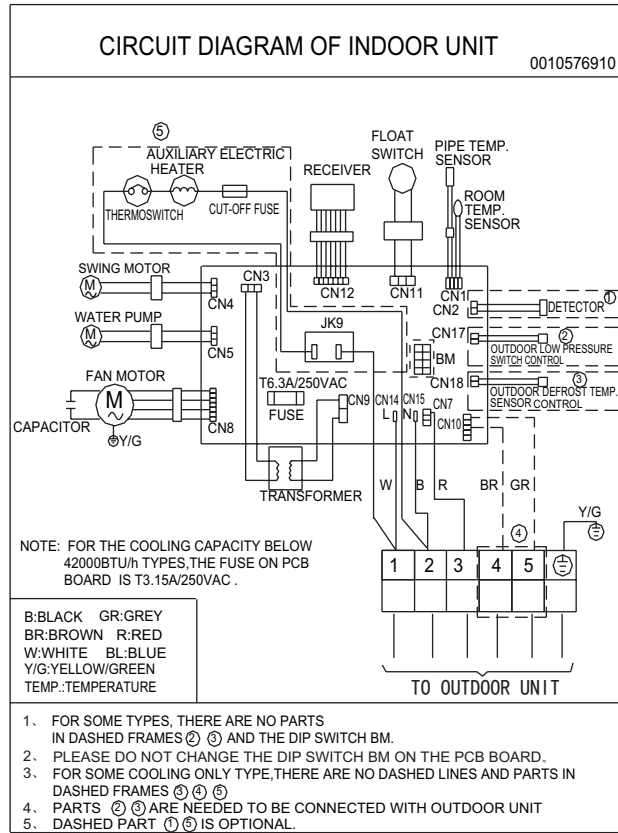 CIRCUIT DIAGRAM OF INDOOR UNIT
0010576910
⑤
AUXILIARY ELECTRIC
HEATER
THERMOSWITCH
CUT-OFF FUSE
RECEIVER
FLOAT
SWITCH
PIPE TEMP.
SENSOR
ROOM
TEMP.
SENSOR
SWING MOTOR
M
CN4
CN3
CN12
CN11
CN1
CN2
①
DETECTOR
WATER PUMP
M
CN5
JK9
BM
CN17
②
OUTDOOR LOW PRESSURE
SWITCH CONTROL
FAN MOTOR
M
CAPACITOR
Y/G
CN8
T6.3A/250VAC
FUSE
CN9
CN14
L
CN15
N
CN7
CN18
CN10
③
OUTDOOR DEFROST TEMP.
SENSOR CONTROL
TRANSFORMER
W
B
R
BR
GR
Y/G
④
1 2 3 4 5
TO OUTDOOR UNIT
NOTE: FOR THE COOLING CAPACITY BELOW
42000BTU/h TYPES,THE FUSE ON PCB
BOARD IS T3.15A/250VAC .
B:BLACK GR:GREY
BR:BROWN R:RED
W:WHITE BL:BLUE
Y/G:YELLOW/GREEN
TEMP.:TEMPERATURE
1、 FOR SOME TYPES, THERE ARE NO PARTS
IN DASHED FRAMES ② ③ AND THE DIP SWITCH BM.
2、 PLEASE DO NOT CHANGE THE DIP SWITCH BM ON THE PCB BOARD.
3、 FOR SOME COOLING ONLY TYPE,THERE ARE NO DASHED LINES AND PARTS IN
DASHED FRAMES ③ ④ ⑤
4、 PARTS ② ③ ARE NEEDED TO BE CONNECTED WITH OUTDOOR UNIT
5、 DASHED PART ① ⑤ IS OPTIONAL.